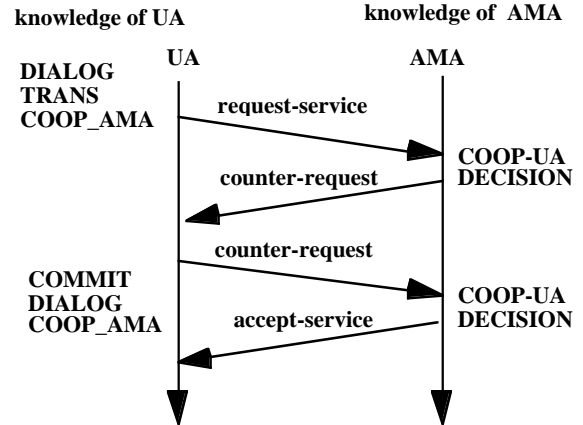 knowledge of UA
knowledge of AMA
UA
AMA
DIALOG
TRANS
COOP_AMA
request-service
COOP-UA
DECISION
counter-request
counter-request
COMMIT
DIALOG
COOP_AMA
COOP-UA
DECISION
accept-service